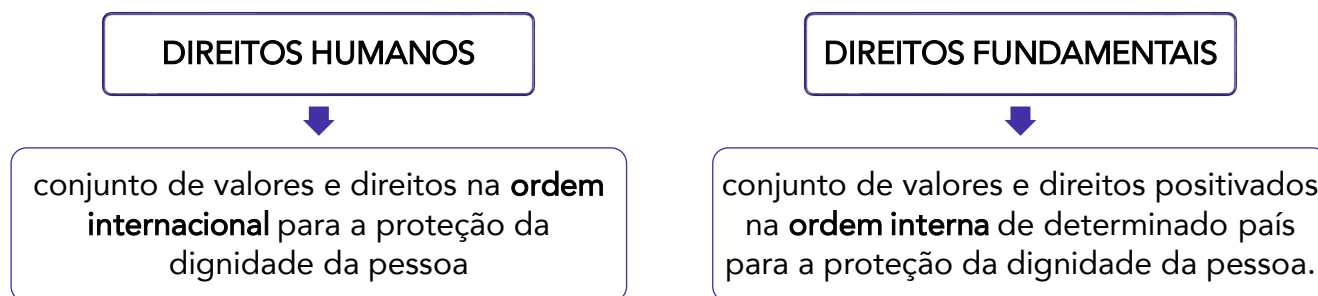 DIREITOS HUMANOS
conjunto de valores e direitos na ordem
internacional para a proteção da
dignidade da pessoa
DIREITOS FUNDAMENTAIS
conjunto de valores e direitos positivados
na ordem interna de determinado país
para a proteção da dignidade da pessoa.